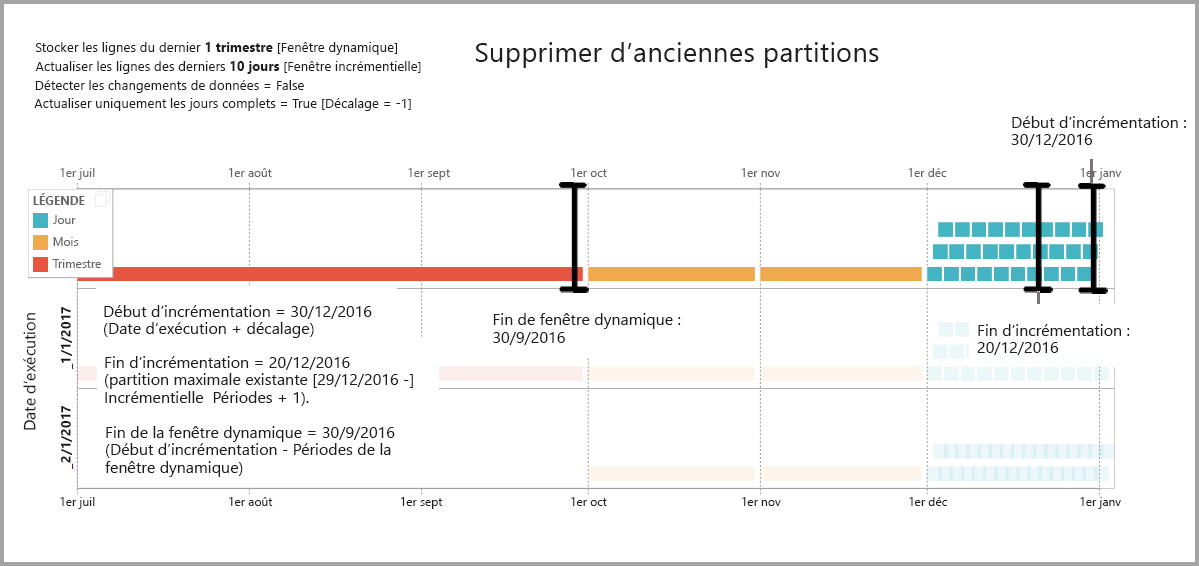 Stocker les lignes du dernier 1 trimestre [Fenêtre dynamique]
Actualiser les lignes des derniers 10 jours [Fenêtre incrémentielle]
Détecter les changements de données = False
Actualiser uniquement les jours complets = True [Décalage = -1]
Supprimer d’anciennes partitions
Début d’incrémentation :
30/12/2016
1er juil 1er août 1er sept 1er oct 1er nov 1er déc 1er janv
LÉGENDE
Jour
Mois
Trimestre
Date d’exécution
1/1/2017
2/1/2017
Début d’incrémentation = 30/12/2016
(Date d’exécution + décalage)
Fin d’incrémentation = 20/12/2016
(partition maximale existante [29/12/2016 -]
Incrémentielle Périodes + 1).
Fin de la fenêtre dynamique = 30/9/2016
(Début d’incrémentation - Périodes de la
fenêtre dynamique)
Fin de fenêtre dynamique :
30/9/2016
Fin d’incrémentation :
20/12/2016
1er juil 1er août 1er sept 1er oct 1er nov 1er déc 1er janv